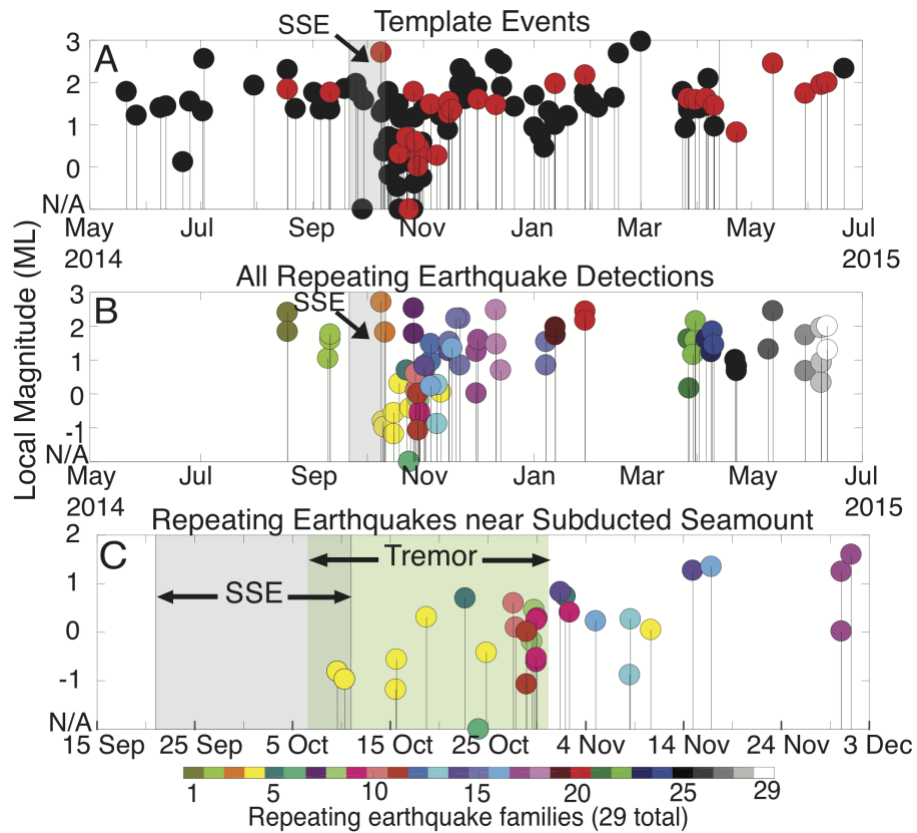 Template Events
SSE
A
3
2
1
0
N/A
May
2014
Jul
Sep
Nov
Jan
Mar
May
Jul
2015
Local Magnitude (ML)
All Repeating Earthquake Detections
B
SSE
3
2
1
0
-1
N/A
May
2014
Jul
Sep
Nov
Jan
Mar
May
Jul
2015
Repeating Earthquakes near Subducted Seamount
C
2
1
0
-1
N/A
Tremor
SSE
15 Sep
25 Sep
5 Oct
15 Oct
25 Oct
4 Nov
14 Nov
24 Nov
3 Dec
1
5
10
15
20
25
29
Repeating earthquake families (29 total)